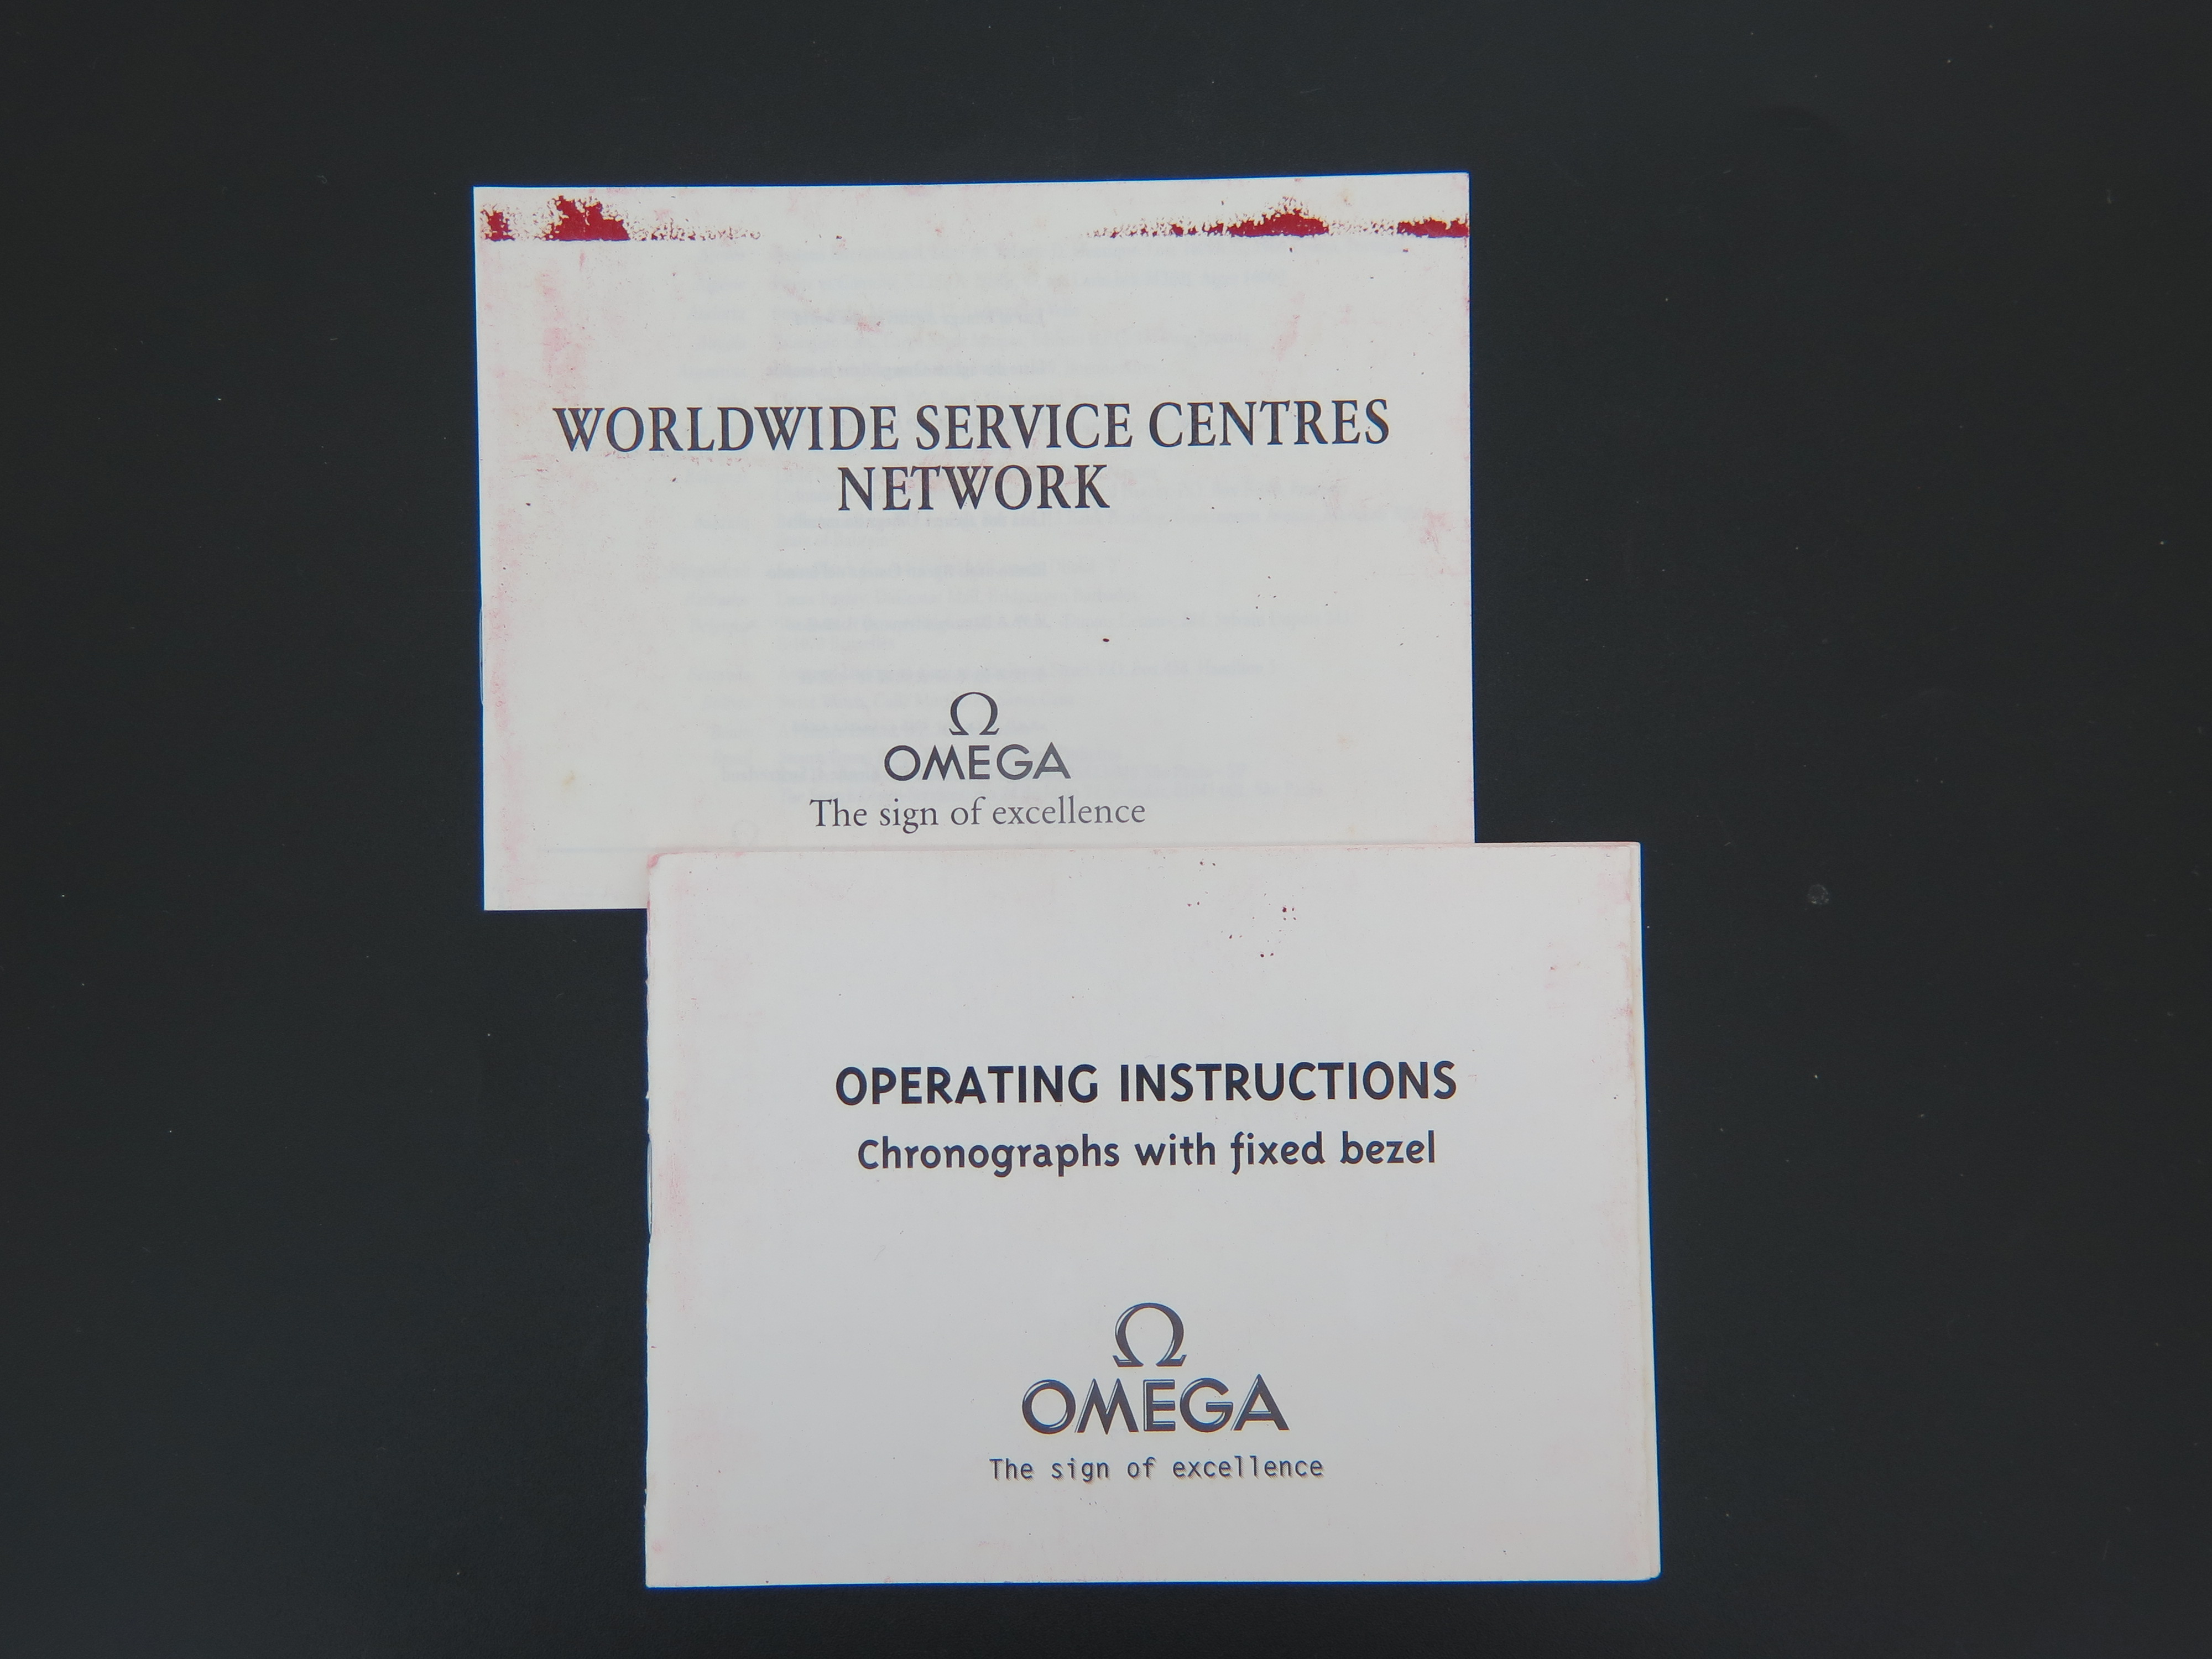 WORLDWIDE SERVICE CENTRES
NETWORK
Ω
OMEGA
The sign of excellence
OPERATING INSTRUCTIONS
Chronographs with fixed bezel
Ω
OMEGA
The sign of excellence